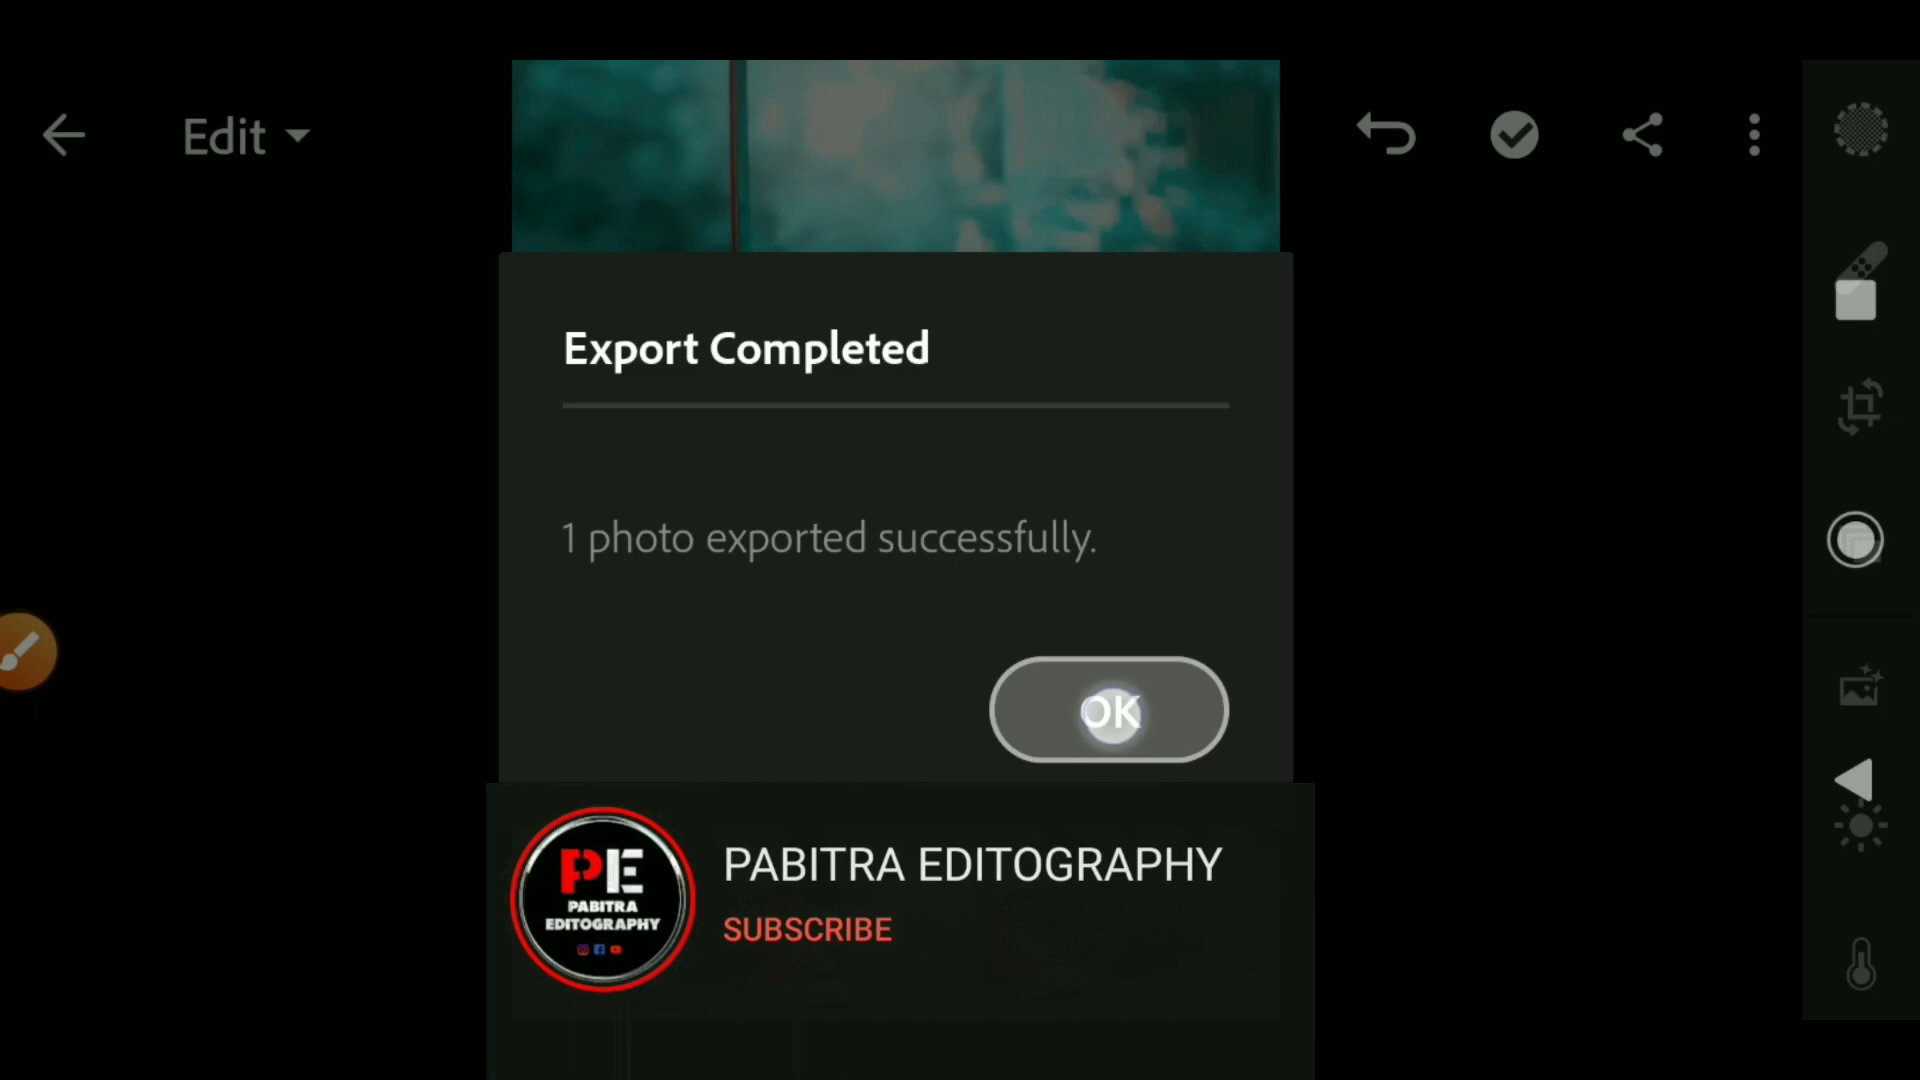 Edit
Export Completed
1 photo exported successfully.
OK
PE
PABITRA
EDITOGRAPHY
PABITRA EDITOGRAPHY
SUBSCRIBE